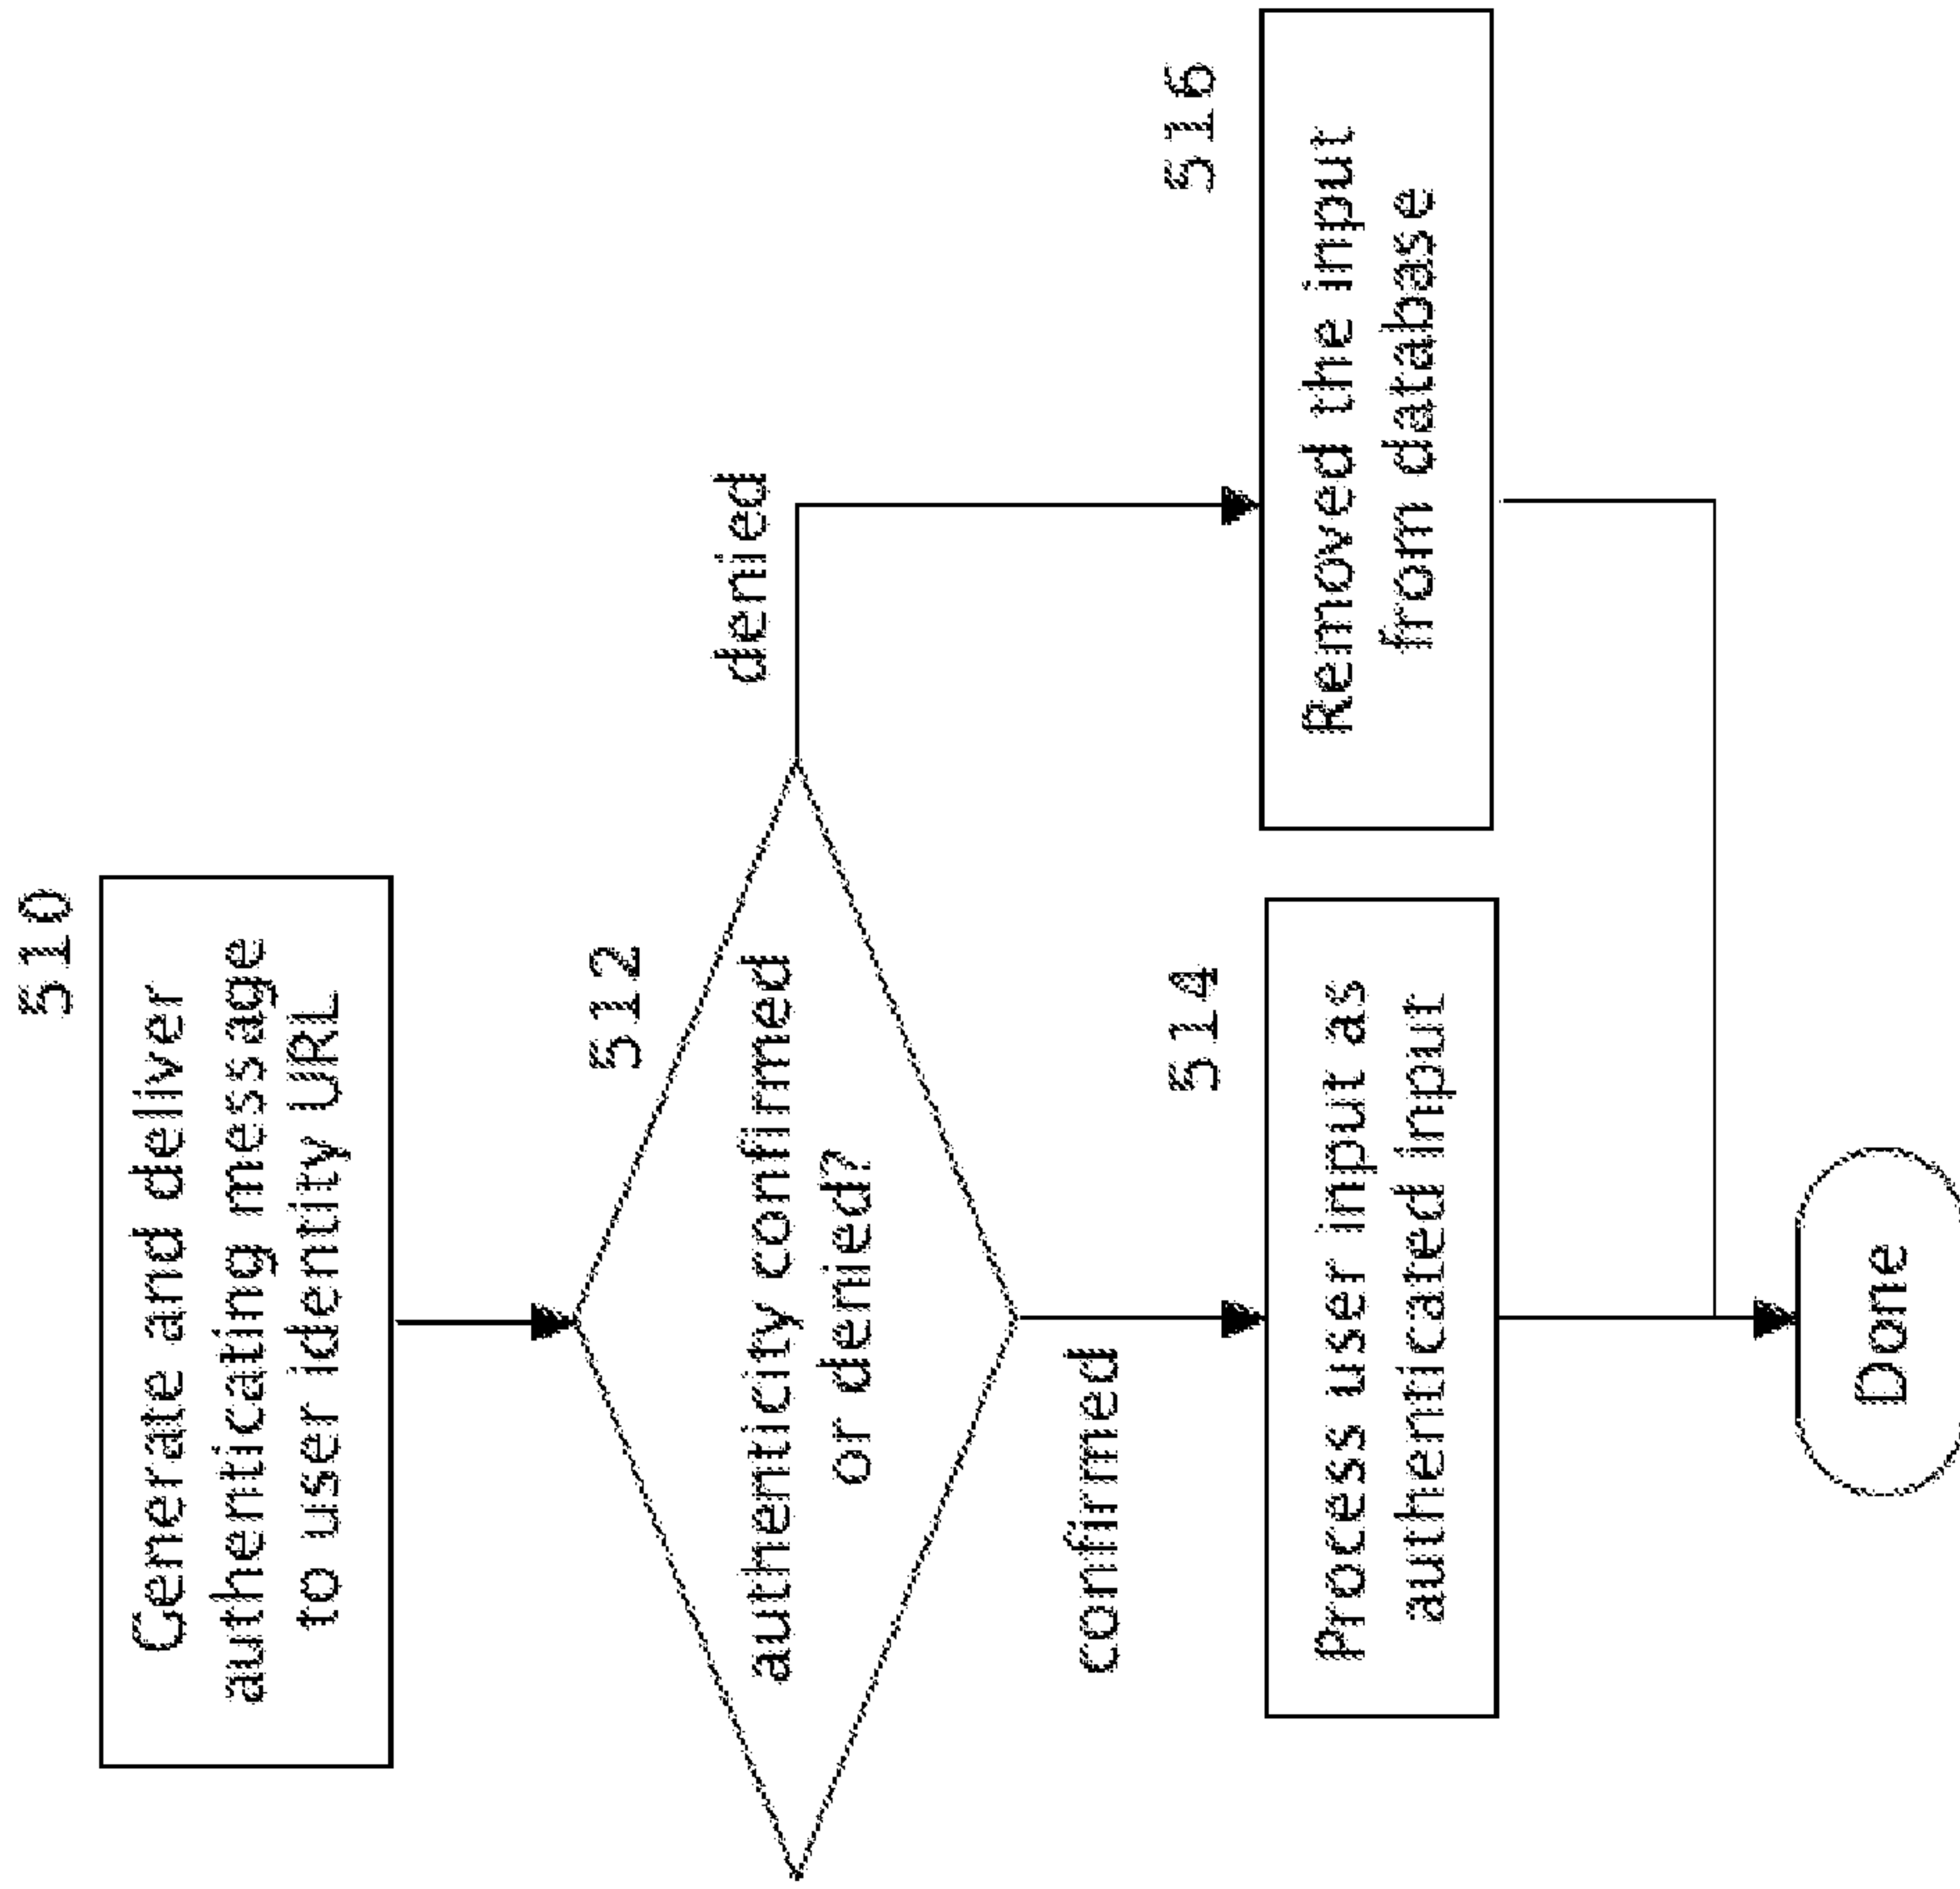 510
Generate and deliver
authenticating message
to user identity URL
512
authenticity confirmed
or denied?
denied
confirmed
514
Process user input as
authenticated input
516
Removed the input
from database
Done